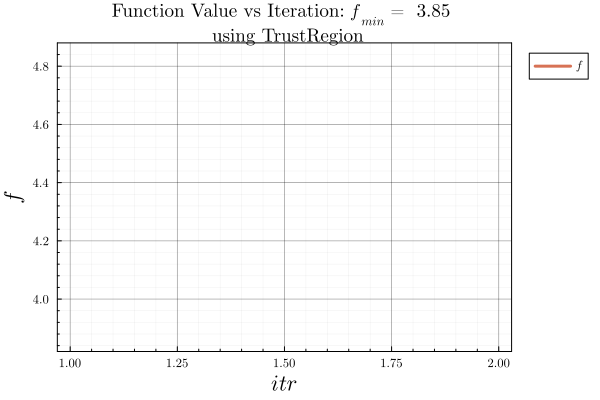 Function Value vs Iteration: f_min = 3.85
using TrustRegion
f
4.8
4.6
4.4
4.2
4.0
f
1.00 1.25 1.50 1.75 2.00
itr